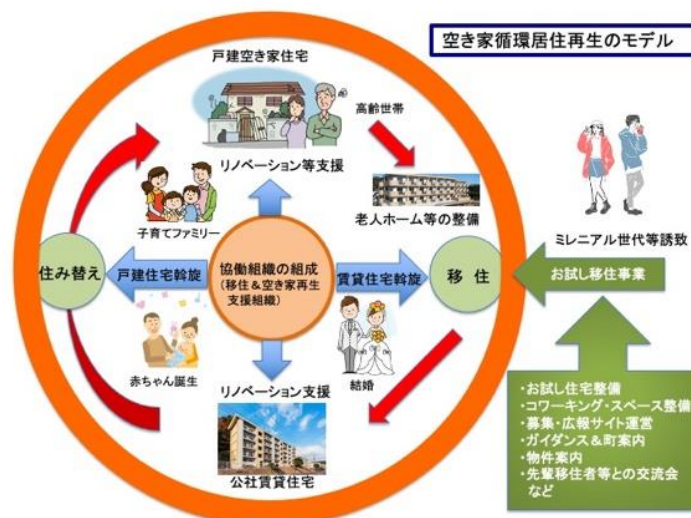 空き家循環居住再生のモデル
戸建空き家住宅
高齢世帯
リノベーション等支援
老人ホーム等の整備
子育てファミリー
ミレニアル世代等誘致
住み替え
戸建住宅斡旋
協働組織の組成
(移住&空き家再生
支援組織)
賃貸住宅斡旋
移 住
お試し移住事業
赤ちゃん誕生
リノベーション支援
結婚
公社賃貸住宅
・お試し住宅整備
・コワーキング・スペース整備
・募集・広報サイト運営
・ガイダンス&町案内
・物件案内
・先輩移住者等との交流会
など